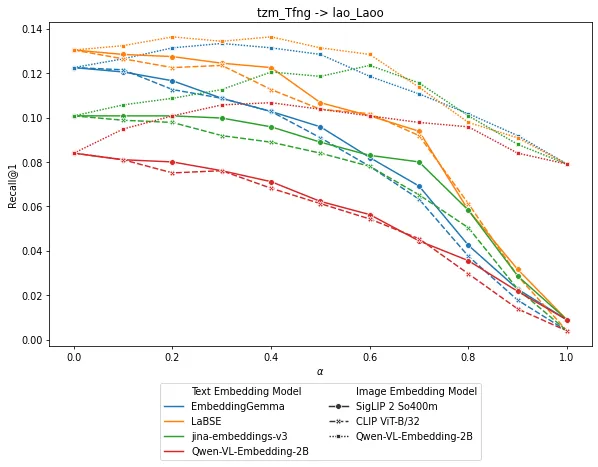 tzm_Tfng -> lao_Laoo
0.14
0.12
0.10
0.08
0.06
0.04
0.02
0.00
Recall@1
0.0 0.2 0.4 0.6 0.8 1.0
α
Text Embedding Model
EmbeddingGemma
LaBSE
jina-embeddings-v3
Qwen-VL-Embedding-2B
Image Embedding Model
SigLIP 2 So400m
CLIP ViT-B/32
Qwen-VL-Embedding-2B